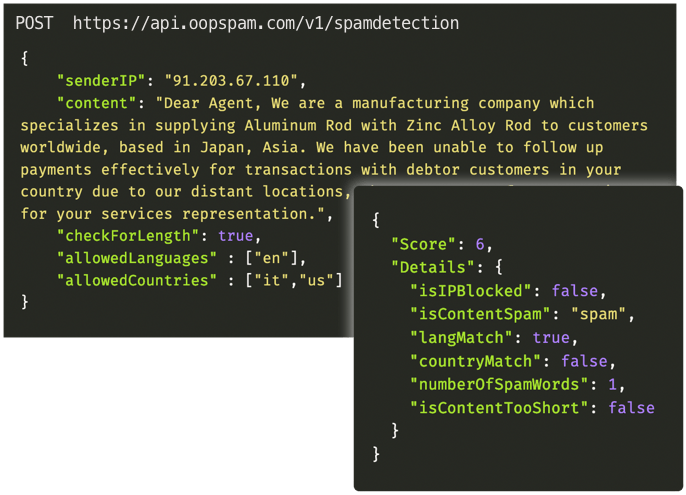 POST  https://api.oopspam.com/v1/spamdetection
{
"senderIP": "91.203.67.110",
"content": "Dear Agent, We are a manufacturing company which
specializes in supplying Aluminum Rod with Zinc Alloy Rod to customers
worldwide, based in Japan, Asia. We have been unable to follow up
payments effectively for transactions with debtor customers in your
country due to our distant locations,
for your services representation.",
"checkForLength": true,
"allowedLanguages" : ["en"],
"allowedCountries" : ["it","us"]
}
{
"Score": 6,
"Details": {
"isIPBlocked": false,
"isContentSpam": "spam",
"langMatch": true,
"countryMatch": false,
"numberOfSpamWords": 1,
"isContentTooShort": false
}
}